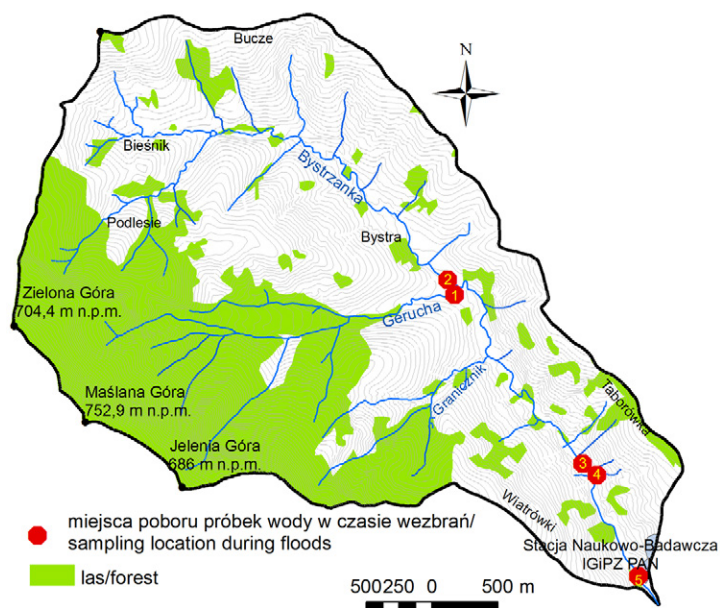 Bucze
N
Bieśnik
Bystrzanka
Podlesie
Bystra
Zielona Góra
704,4 m n.p.m.
2
1
Gerucha
Maślana Góra
752,9 m n.p.m.
Granicznik
Taborówka
Jelenia Góra
686 m n.p.m.
3
4
Wiatrówki
miejsca poboru próbek wody w czasie wezbrań/
sampling location during floods
Stacja Naukowo-Badawcza
IGiPZ PAN
5
las/forest
500250 0 500 m